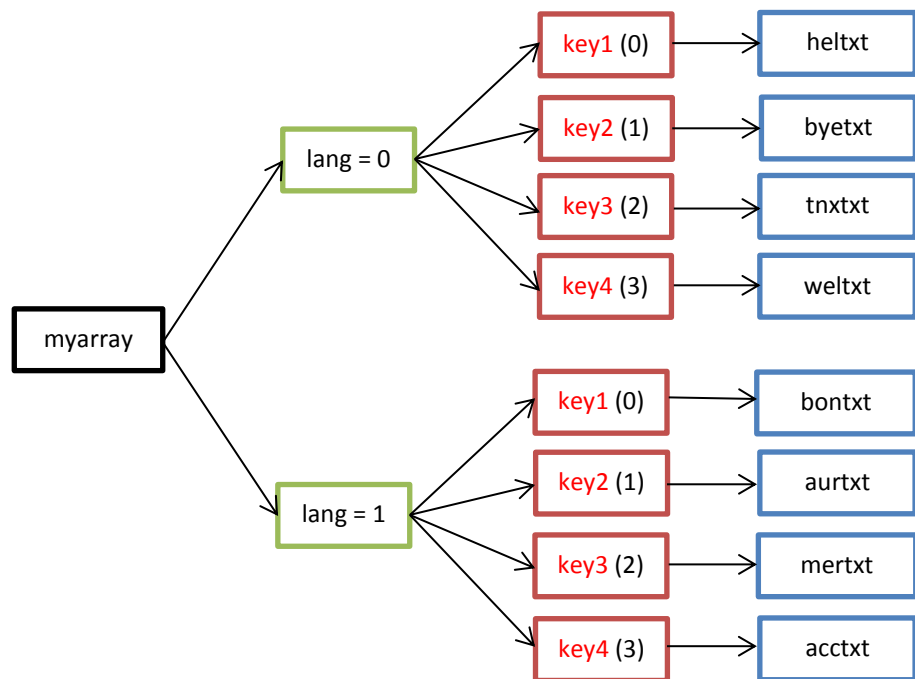 key1 (0)
heltxt
key2 (1)
byetxt
lang = 0
key3 (2)
tnxtxt
key4 (3)
weltxt
myarray
key1 (0)
bontxt
key2 (1)
aurtxt
lang = 1
key3 (2)
mertxt
key4 (3)
acctxt